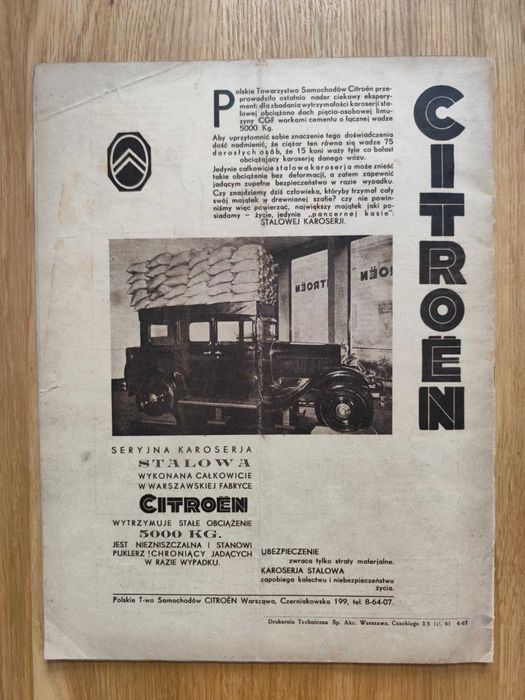 Polskie Towarzystwo Samochodów Citroën prze-
prowadziło ostatnio nader ciekawy ekspery-
ment: dla zbadania wytrzymałości karoserji sta-
lowej obciążono dach pięcio-osobowej limu-
zyny CGF workami cementu o łącznej wadze
5000 Kg.
Aby uprzytomnić sobie znaczenie tego doświadczenia
dość nadmienić, że ciężar ten równa się wadze 75
dorosłych osób, że 15 koni waży tyle co balast
obciążający karoserję danego wozu.
Jedynie całkowicie stalowa karoserja może znieść
takie obciążenie bez deformacji, a zatem zapewnić
jadącym zupełne bezpieczeństwo w razie wypadku.
Czy znajdziemy dziś człowieka, któryby trzymał cały
swój majątek w drewnianej szafie? czy nie powin-
niśmy więc powierzać, największy majątek jaki po-
siadamy – życie, jedynie „pancernej kasie":
STALOWEJ KAROSERJI.
CITROËN
CITROËN
CITROËN
SERYJNA KAROSERJA
STALOWA
WYKONANA CAŁKOWICIE
W WARSZAWSKIEJ FABRYCE
CITROËN
WYTRZYMUJE STAŁE OBCIĄŻENIE
5000 KG.
JEST NIEZNISZCZALNA I STANOWI
PUKLERZ !CHRONIĄCY JADĄCYCH
W RAZIE WYPADKU.
UBEZPIECZENIE
zwraca tylko straty materjalne.
KAROSERJA STALOWA
zapobiega kalectwu i niebezpieczeństwu
życia.
Polskie T-wo Samochodów CITROËN Warszawa, Czerniakowska 199, tel. 8-64-07.
Drukarnia Techniczna Sp. Akc. Warszawa. Czackiego 3/5 tel. 61 4-67